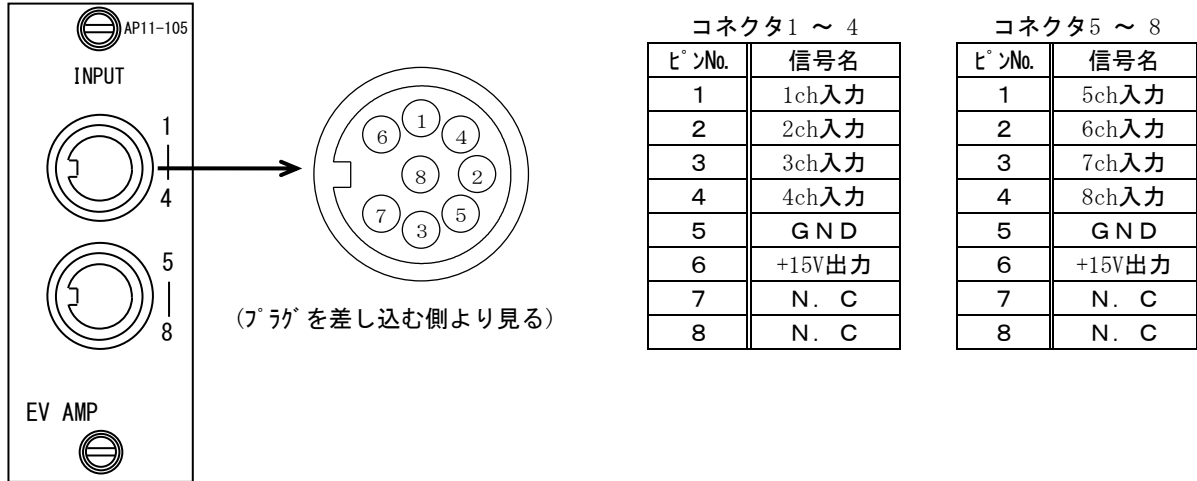 AP11-105
INPUT
1
4
5
8
EV AMP
1
6
4
8
2
7
5
3
(ﾌﾟﾗｸﾞを差し込む側より見る)
コネクタ1 ～ 4
ﾋﾟﾝNo. 信号名
1 1ch入力
2 2ch入力
3 3ch入力
4 4ch入力
5 ＧＮＤ
6 +15V出力
7 Ｎ．Ｃ
8 Ｎ．Ｃ
コネクタ5 ～ 8
ﾋﾟﾝNo. 信号名
1 5ch入力
2 6ch入力
3 7ch入力
4 8ch入力
5 ＧＮＤ
6 +15V出力
7 Ｎ．Ｃ
8 Ｎ．Ｃ